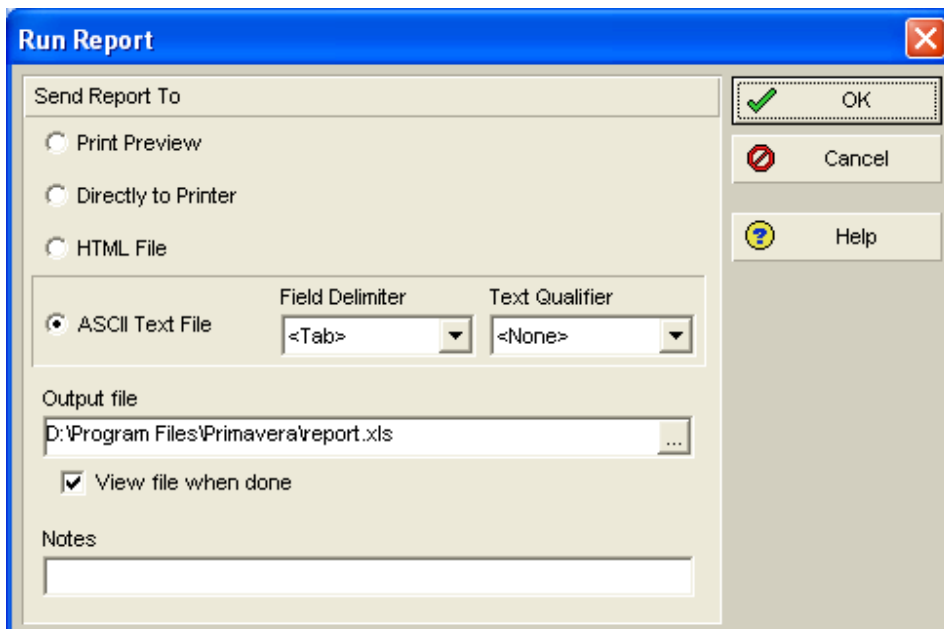 Run Report
Send Report To
Print Preview
Directly to Printer
HTML File
ASCII Text File
Field Delimiter
<Tab>
Text Qualifier
<None>
Output file
D:\Program Files\Primavera\report.xls
...
View file when done
Notes
OK
Cancel
Help